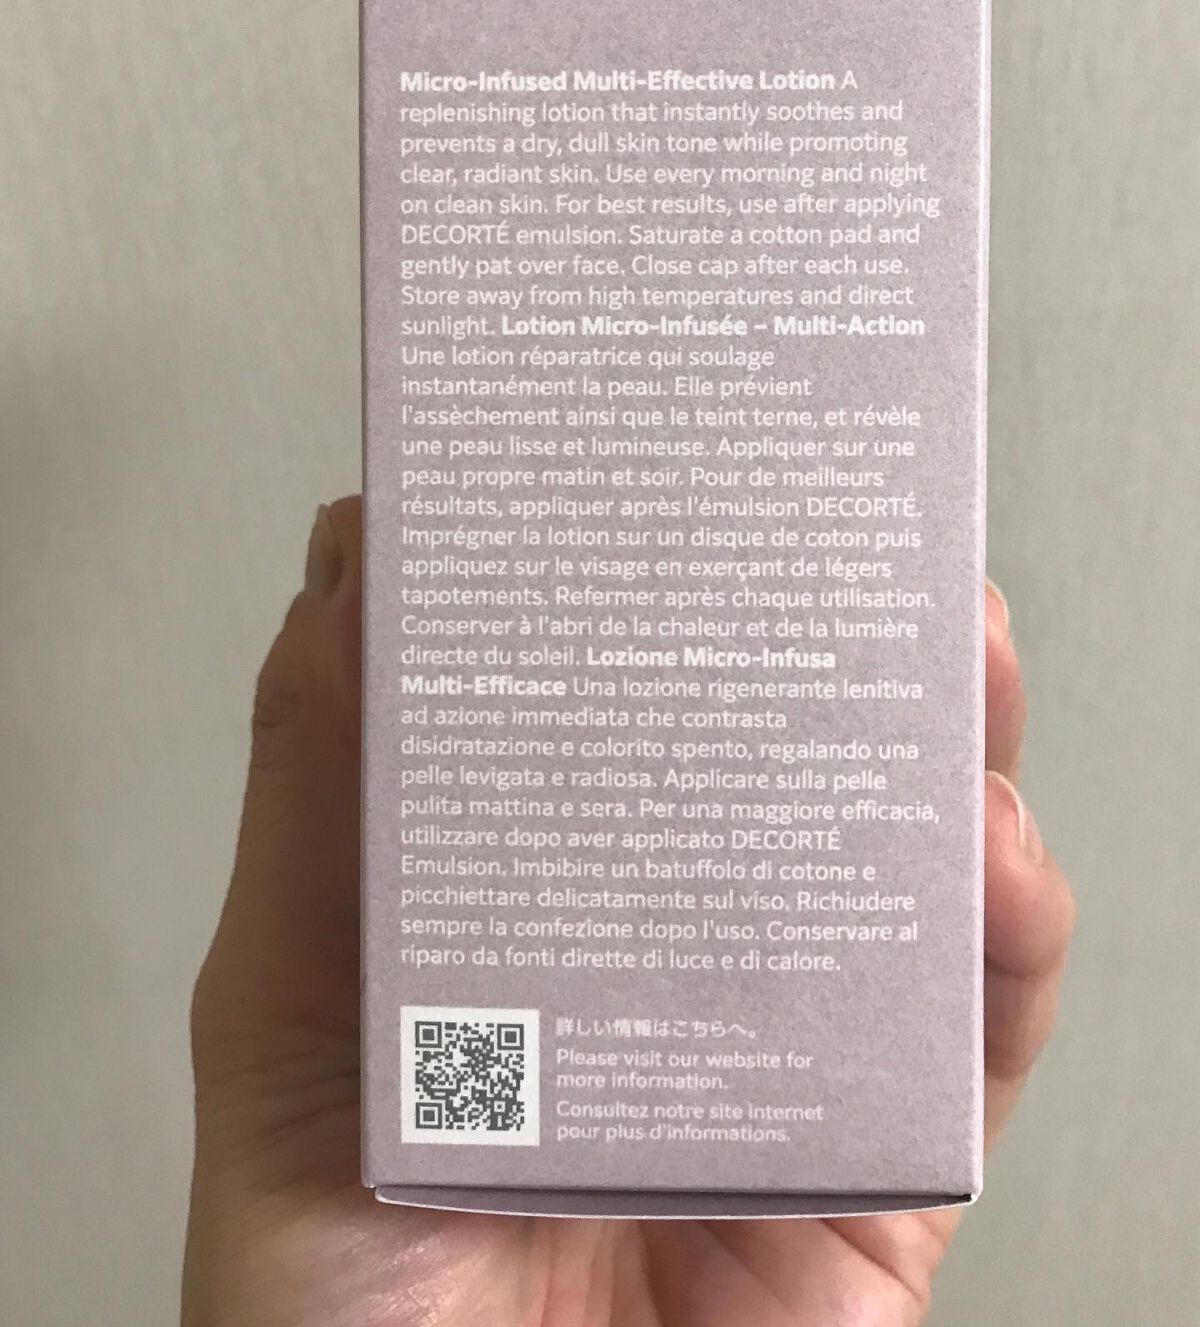 Micro-Infused Multi-Effective Lotion A
replenishing lotion that instantly soothes and
prevents a dry, dull skin tone while promoting
clear, radiant skin. Use every morning and night
on clean skin. For best results, use after applying
DECORTÉ emulsion. Saturate a cotton pad and
gently pat over face. Close cap after each use.
Store away from high temperatures and direct
sunlight. Lotion Micro-Infusée – Multi-Action
Une lotion réparatrice qui soulage
instantanément la peau. Elle prévient
l'assèchement ainsi que le teint terne, et révèle
une peau lisse et lumineuse. Appliquer sur une
peau propre matin et soir. Pour de meilleurs
résultats, appliquer après l'émulsion DECORTÉ.
Imprégner la lotion sur un disque de coton puis
appliquez sur le visage en exerçant de légers
tapotements. Refermer après chaque utilisation.
Conserver à l'abri de la chaleur et de la lumière
directe du soleil. Lozione Micro-Infusa
Multi-Efficace Una lozione rigenerante lenitiva
ad azione immediata che contrasta
disidratazione e colorito spento, regalando una
pelle levigata e radiosa. Applicare sulla pelle
pulita mattina e sera. Per una maggiore efficacia,
utilizzare dopo aver applicato DECORTÉ
Emulsion. Imbibire un batuffolo di cotone e
picchiettare delicatamente sul viso. Richiudere
sempre la confezione dopo l'uso. Conservare al
riparo da fonti dirette di luce e di calore.
詳しい情報はこちらへ。
Please visit our website for
more information.
Consultez notre site internet
pour plus d'informations.